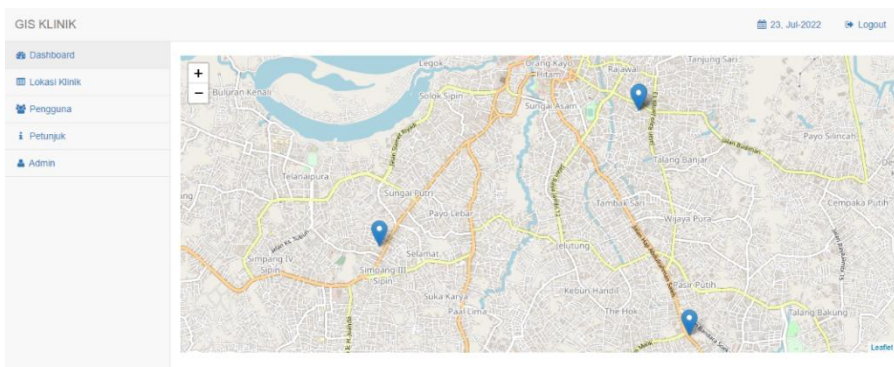 GIS KLINIK
23, Jul-2022
Logout
Dashboard
Lokasi Klinik
Pengguna
Petunjuk
Admin
+
−
Legok
Orang Kayo
Hitam
Rajawali
Tanjung Sari
Buluran Kenali
Solok Sipin
Sungai Asam
Payo Silincah
Talang Banjar
Telanaipura
Sungai Putri
Payo Lebar
Tambak Sari
Wijaya Pura
Cempaka Putih
Simpang IV
Sipin
Selamat
Jelutung
Simpang III
Sipin
Suka Karya
Kebun Handil
Pasir Putih
Paal Lima
The Hok
Talang Bakung
Leaflet